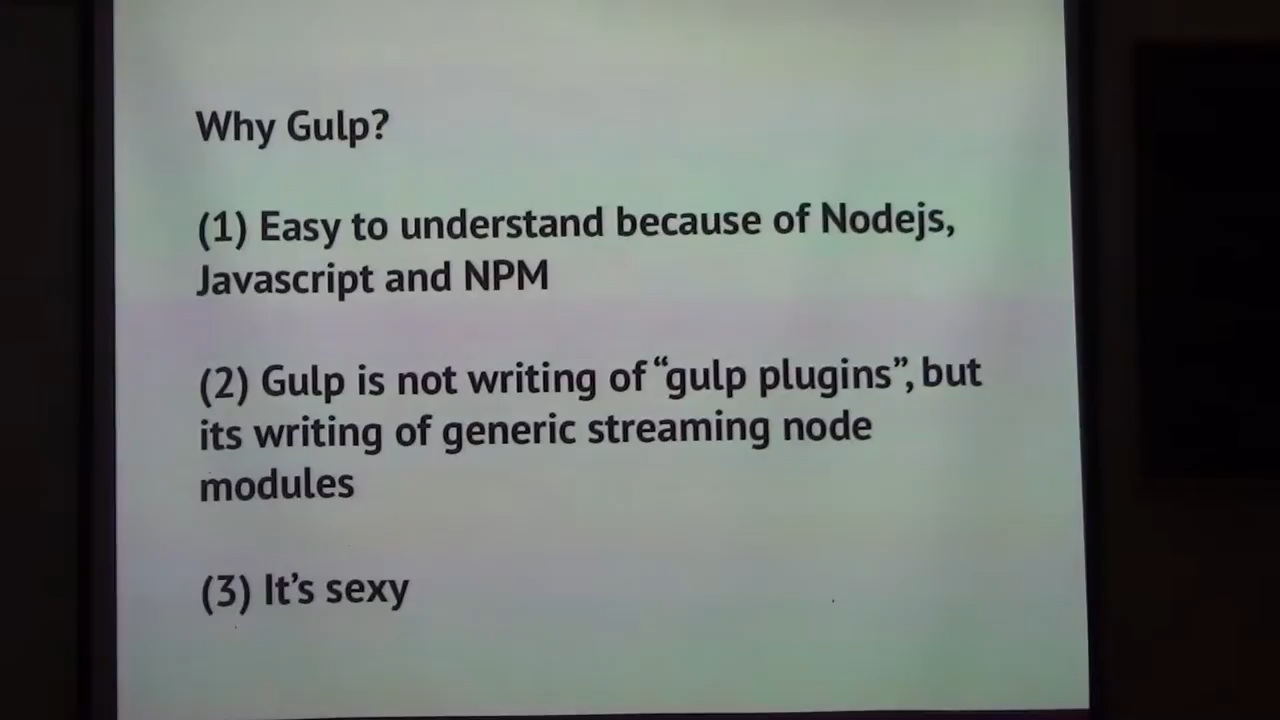 Why Gulp?
(1) Easy to understand because of Nodejs,
Javascript and NPM
(2) Gulp is not writing of “gulp plugins”, but
its writing of generic streaming node
modules
(3) It’s sexy